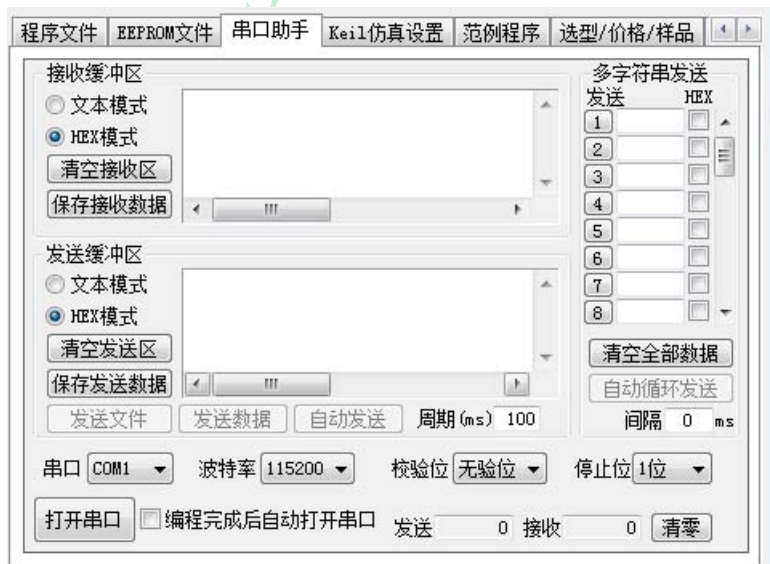 程序文件 EEPROM文件 串口助手 Keil仿真设置 范例程序 选型/价格/样品
接收缓冲区
文本模式
HEX模式
清空接收区
保存接收数据
发送缓冲区
文本模式
HEX模式
清空发送区
保存发送数据
发送文件 发送数据 自动发送 周期(ms) 100
多字符串发送
发送 HEX
1
2
3
4
5
6
7
8
清空全部数据
自动循环发送
间隔 0 ms
串口 COM1 波特率 115200 校验位 无验位 停止位 1位
打开串口 编程完成后自动打开串口 发送 0 接收 0 清零